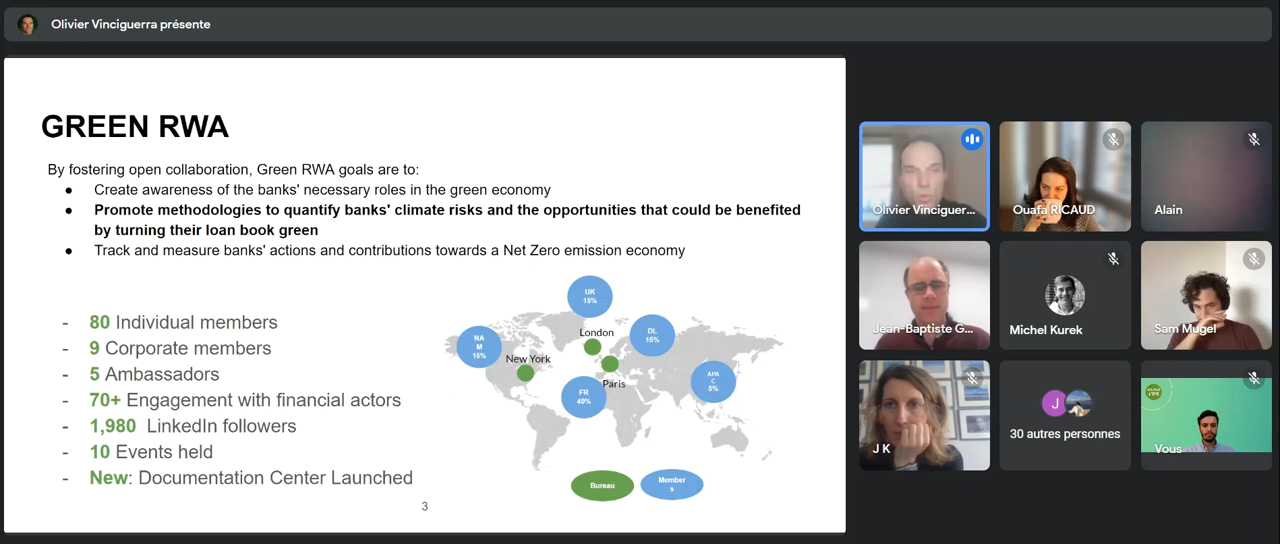 Olivier Vinciguerra présente
GREEN RWA
By fostering open collaboration, Green RWA goals are to:
● Create awareness of the banks' necessary roles in the green economy
● Promote methodologies to quantify banks' climate risks and the opportunities that could be benefited
by turning their loan book green
● Track and measure banks' actions and contributions towards a Net Zero emission economy
- 80 Individual members
- 9 Corporate members
- 5 Ambassadors
- 70+ Engagement with financial actors
- 1,980 LinkedIn followers
- 10 Events held
- New: Documentation Center Launched
UK
15%
London
NA
M
15%
New York
DI.
15%
Paris
FR
40%
APA
C
5%
Bureau
Member
s
3
Olivier Vinciguer...
Ouafa RICAUD
Alain
Jean-Baptiste G...
Michel Kurek
Sam Mugel
J K
J
30 autres personnes
Vous